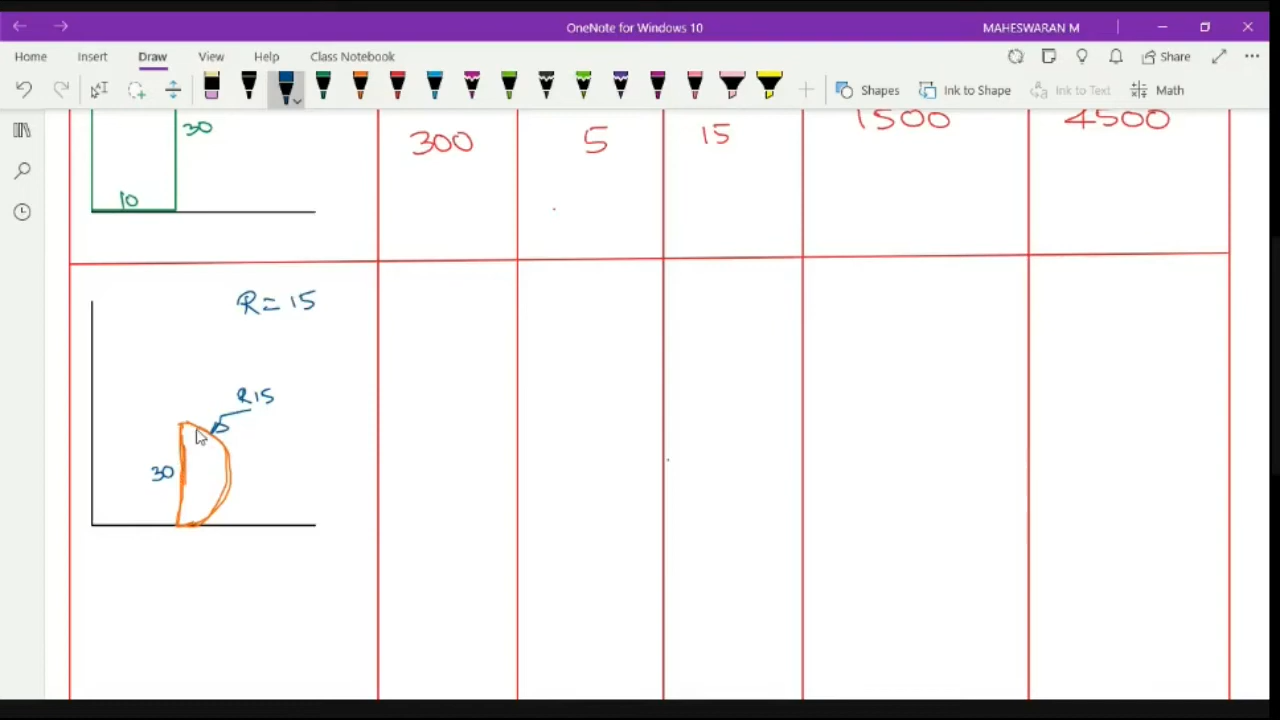 OneNote for Windows 10
MAHESWARAN M
Home Insert Draw View Help Class Notebook
Share
Shapes Ink to Shape Ink to Text Math
30
10
300 5 15 1500 4500
R = 15
R15
30